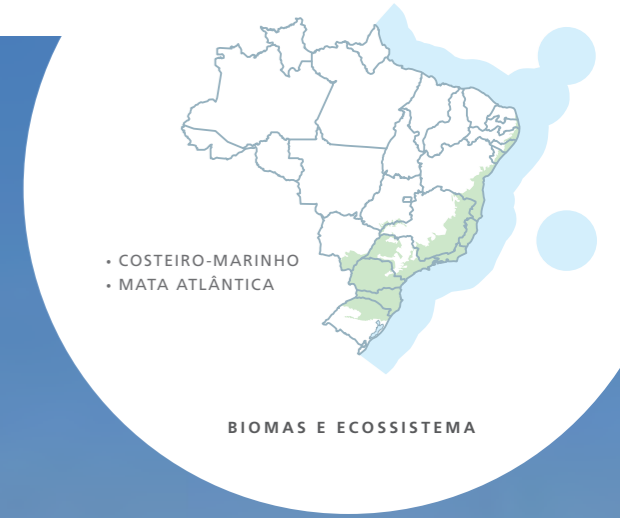 • COSTEIRO-MARINHO
• MATA ATLÂNTICA
BIOMAS E ECOSSISTEMA